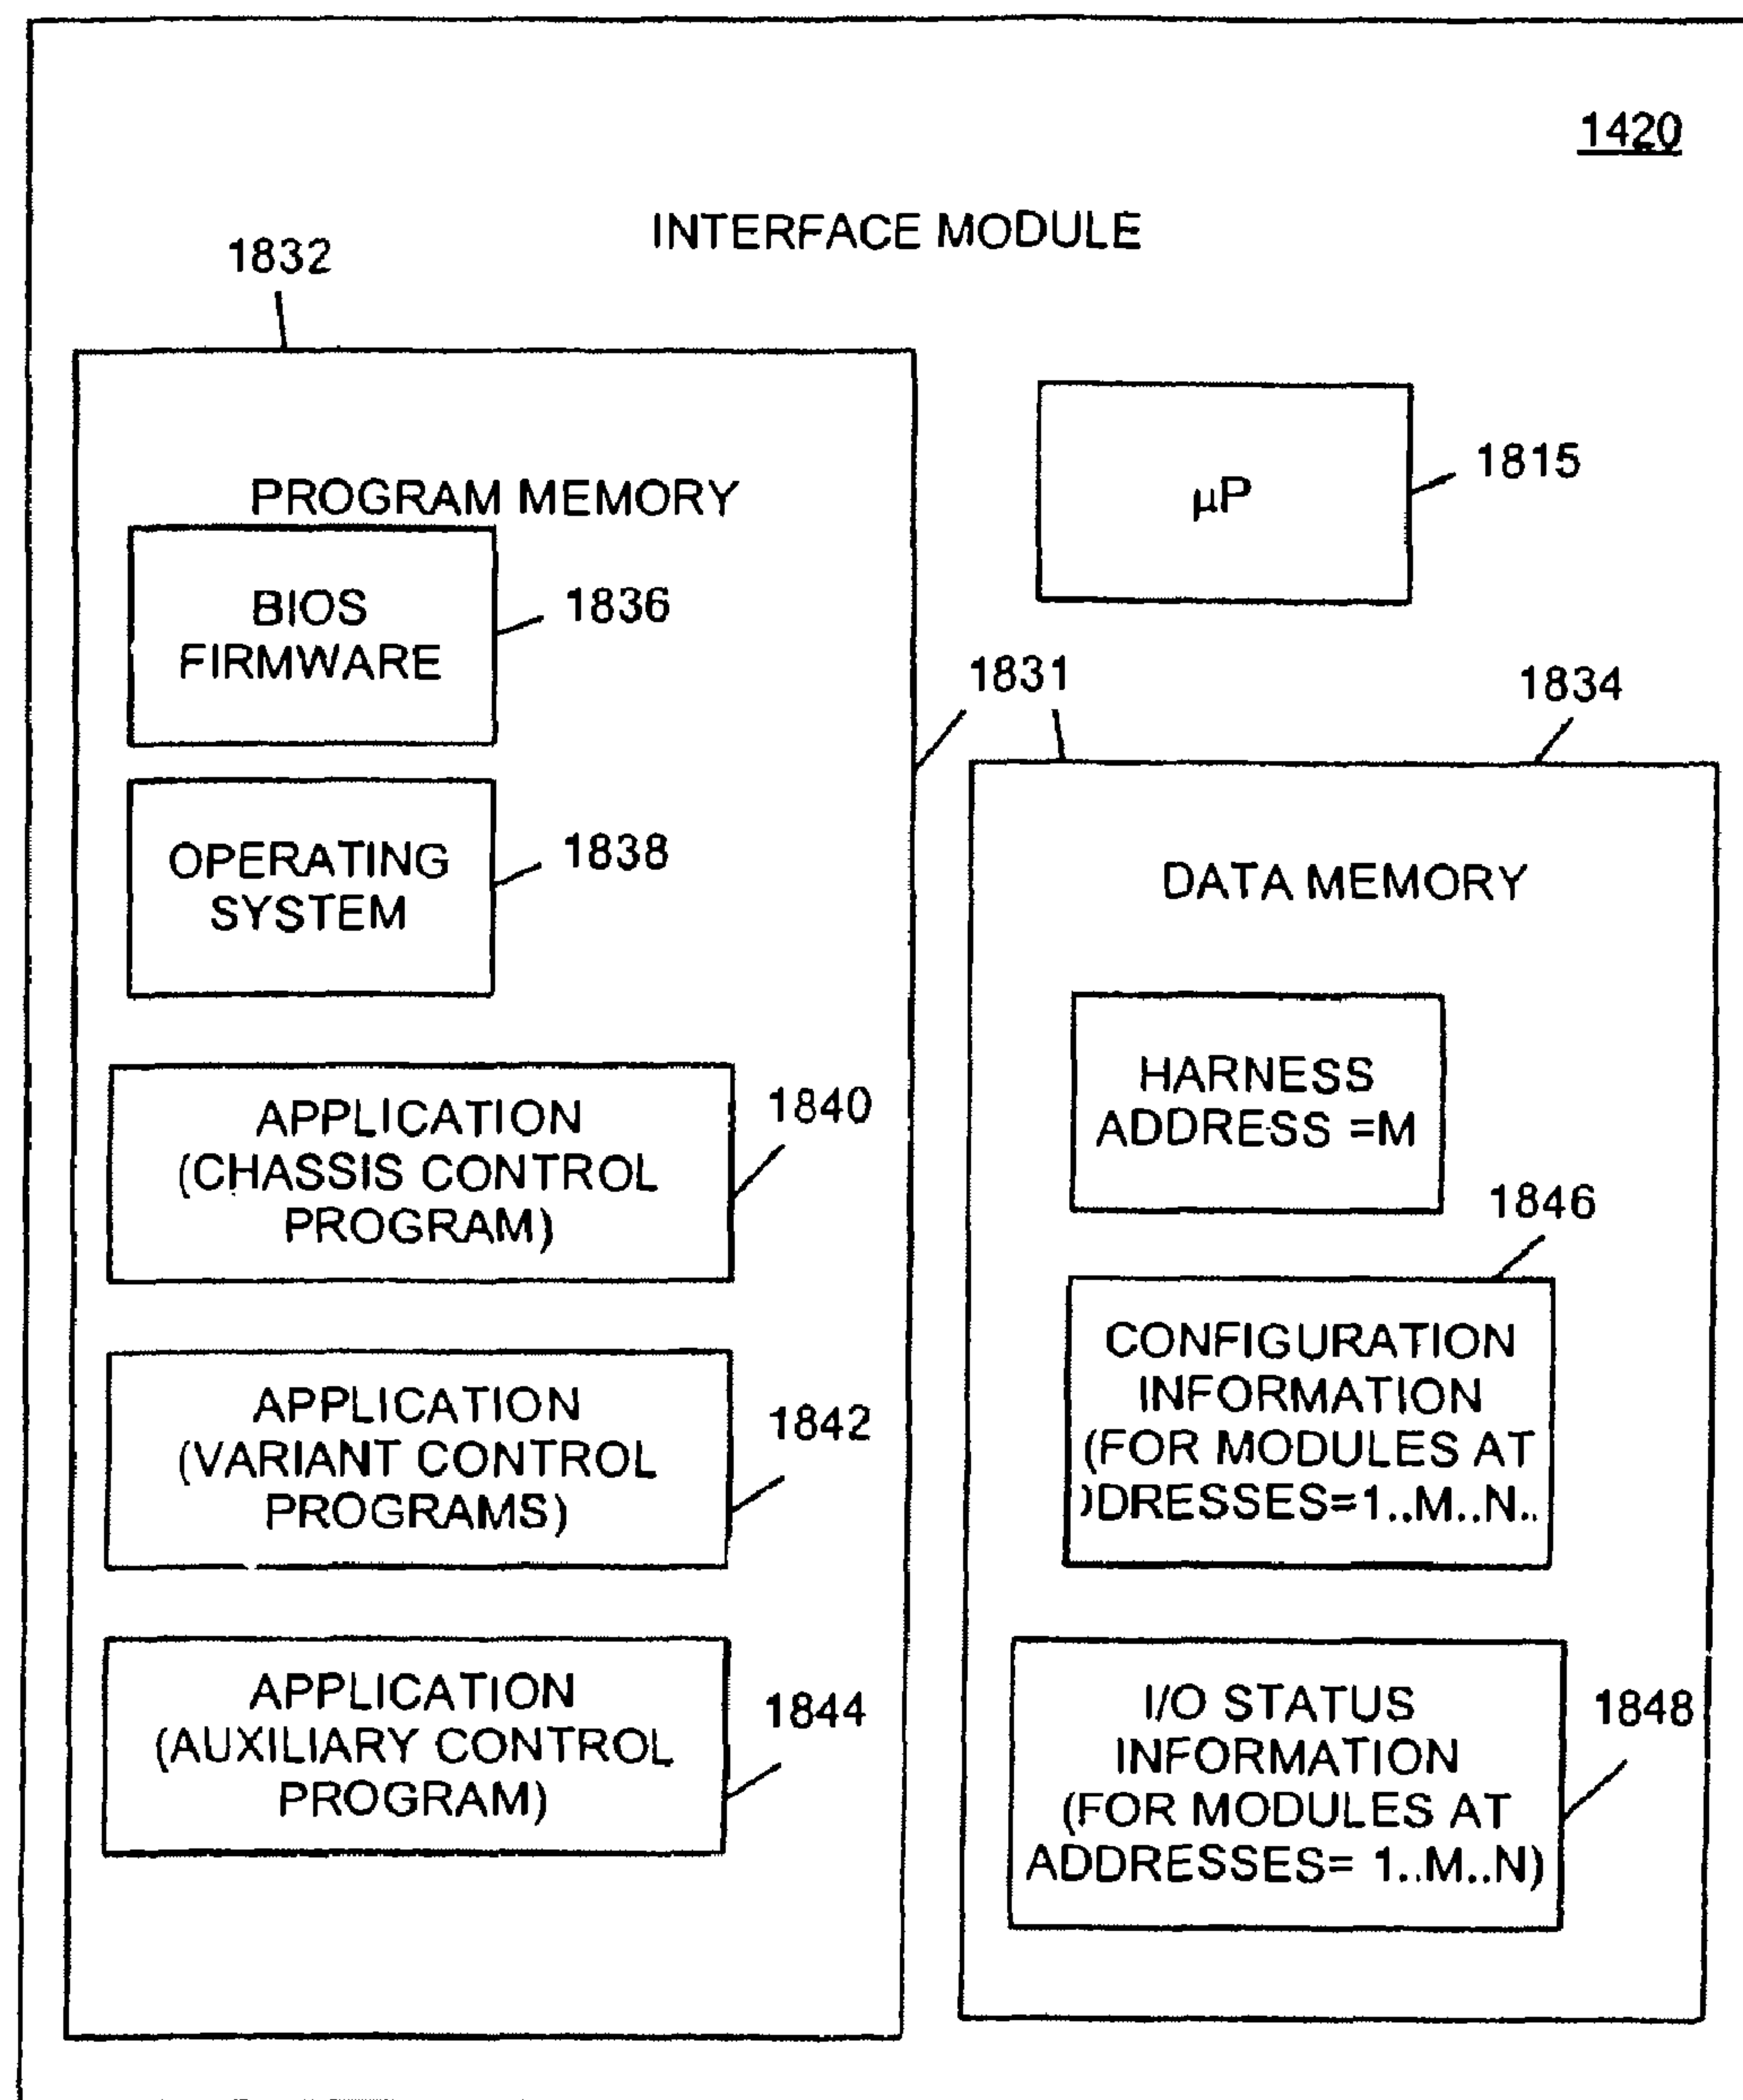 1420
INTERFACE MODULE
1832
PROGRAM MEMORY
BIOS
FIRMWARE
1836
OPERATING
SYSTEM
1838
APPLICATION
(CHASSIS CONTROL
PROGRAM)
1840
APPLICATION
(VARIANT CONTROL
PROGRAMS)
1842
APPLICATION
(AUXILIARY CONTROL
PROGRAM)
1844
µP
1815
1831
1834
DATA MEMORY
HARNESS
ADDRESS =M
1846
CONFIGURATION
INFORMATION
(FOR MODULES AT
)DRESSES=1..M..N..
I/O STATUS
INFORMATION
(FOR MODULES AT
ADDRESSES= 1..M..N)
1848